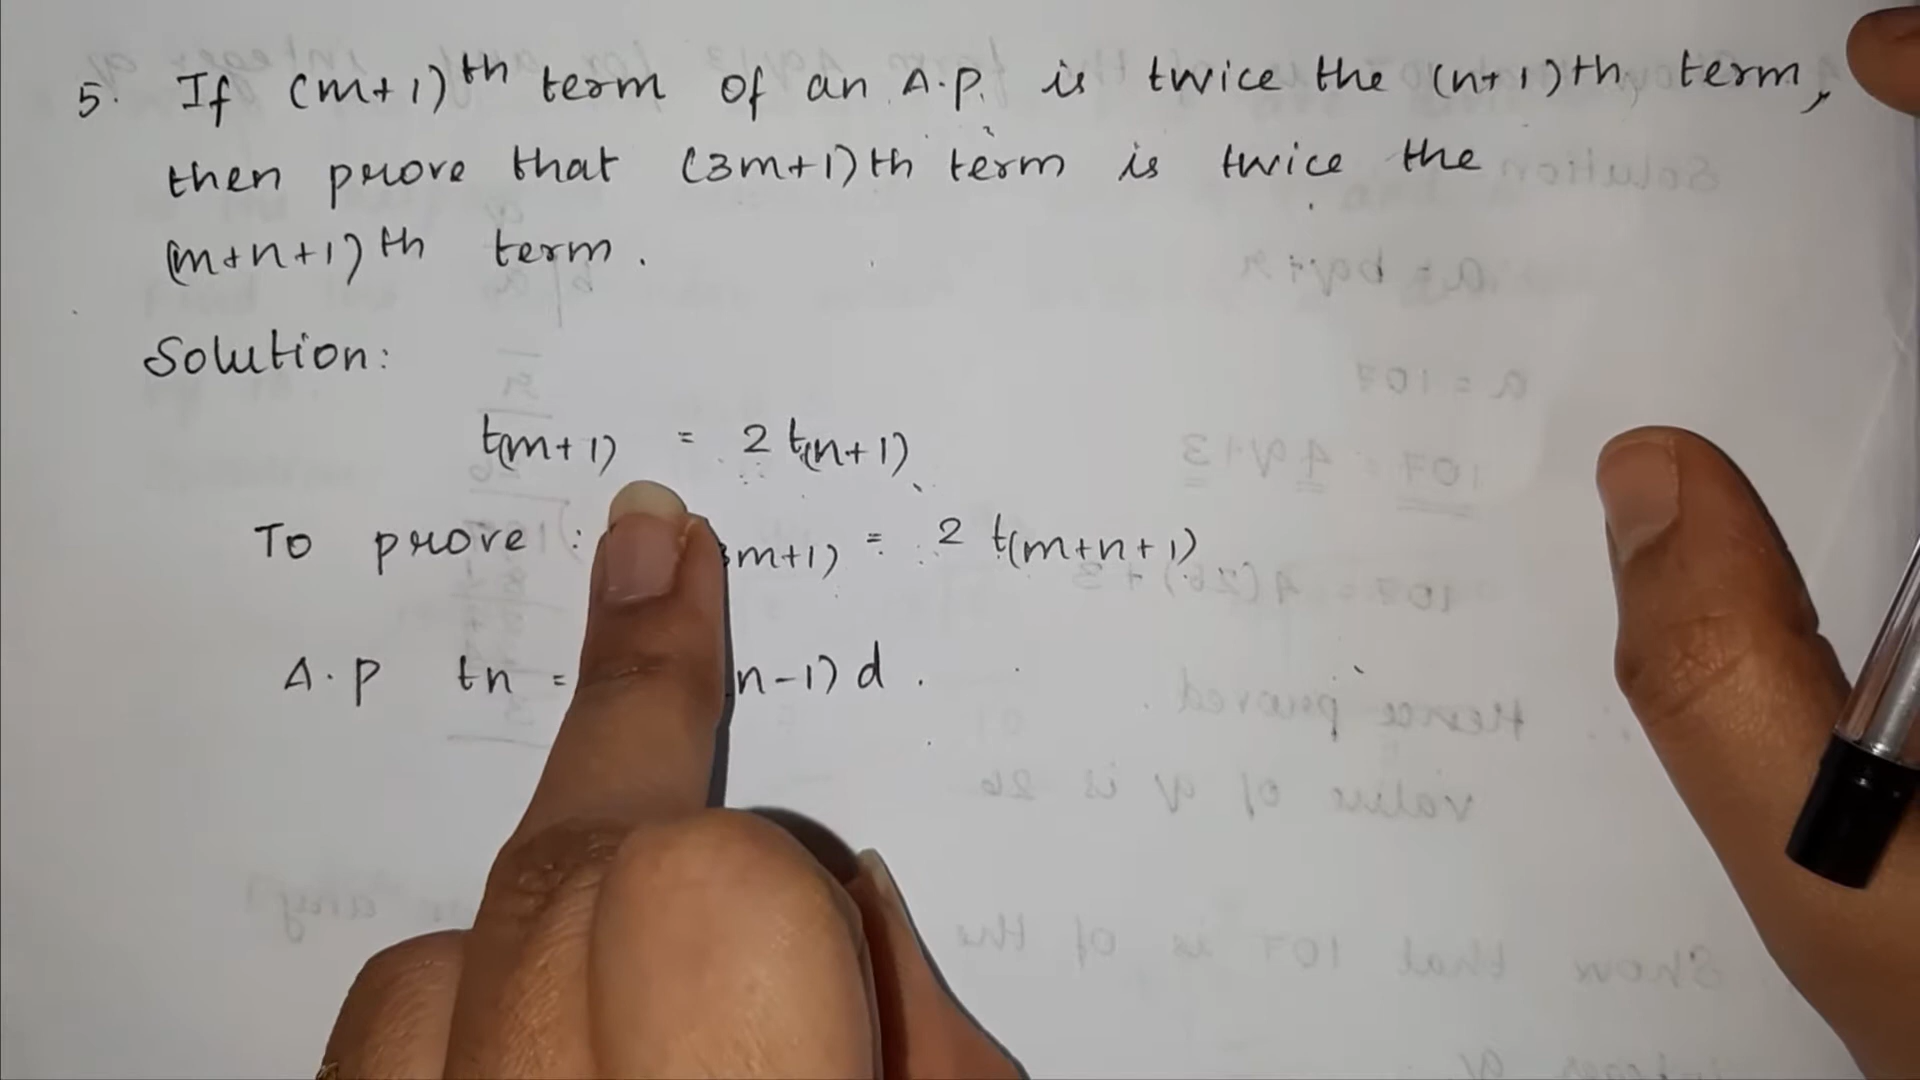 5. If (m+1)th term of an A.P. is twice the (n+1)th term,
then prove that (3m+1)th term is twice the
(m+n+1)th term.
Solution:
t(m+1) = 2 t(n+1)
To prove : m+1) = 2 t(m+n+1)
A.p tn = n-1) d .